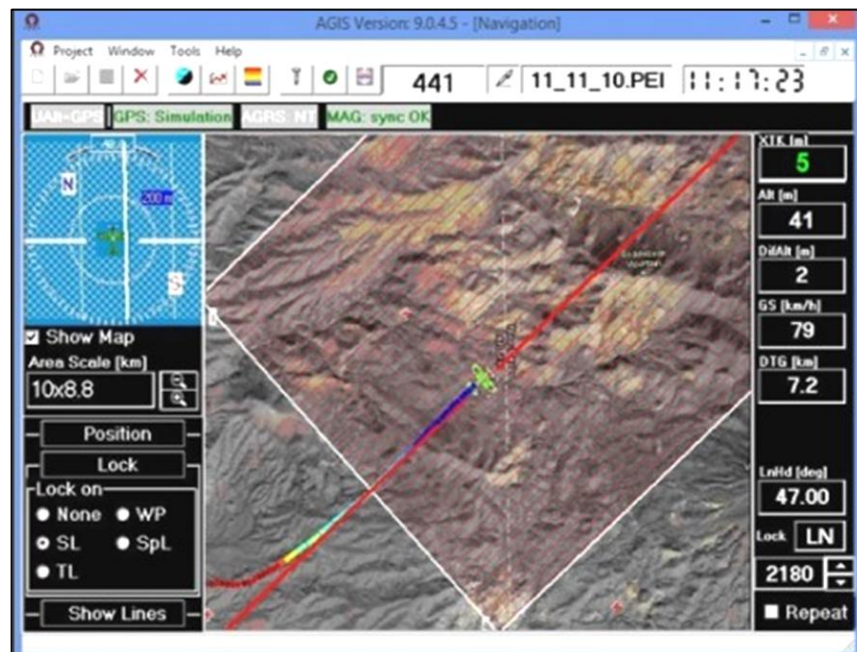 AGIS Version: 9.0.4.5 - [Navigation]
Project Window Tools Help
441 11_11_10.PEI 11:17:23
UAlt-GPS GPS: Simulation AGRS: NT MAG: sync OK
N
200 m
S
Show Map
Area Scale [km]
10x8.8
Position
Lock
Lock on
None WP
SL SpL
TL
Show Lines
XTK [m]
5
Alt [m]
41
DifAlt [m]
2
GS [km/h]
79
DTG [km]
7.2
LnHd [deg]
47.00
Lock LN
2180
Repeat